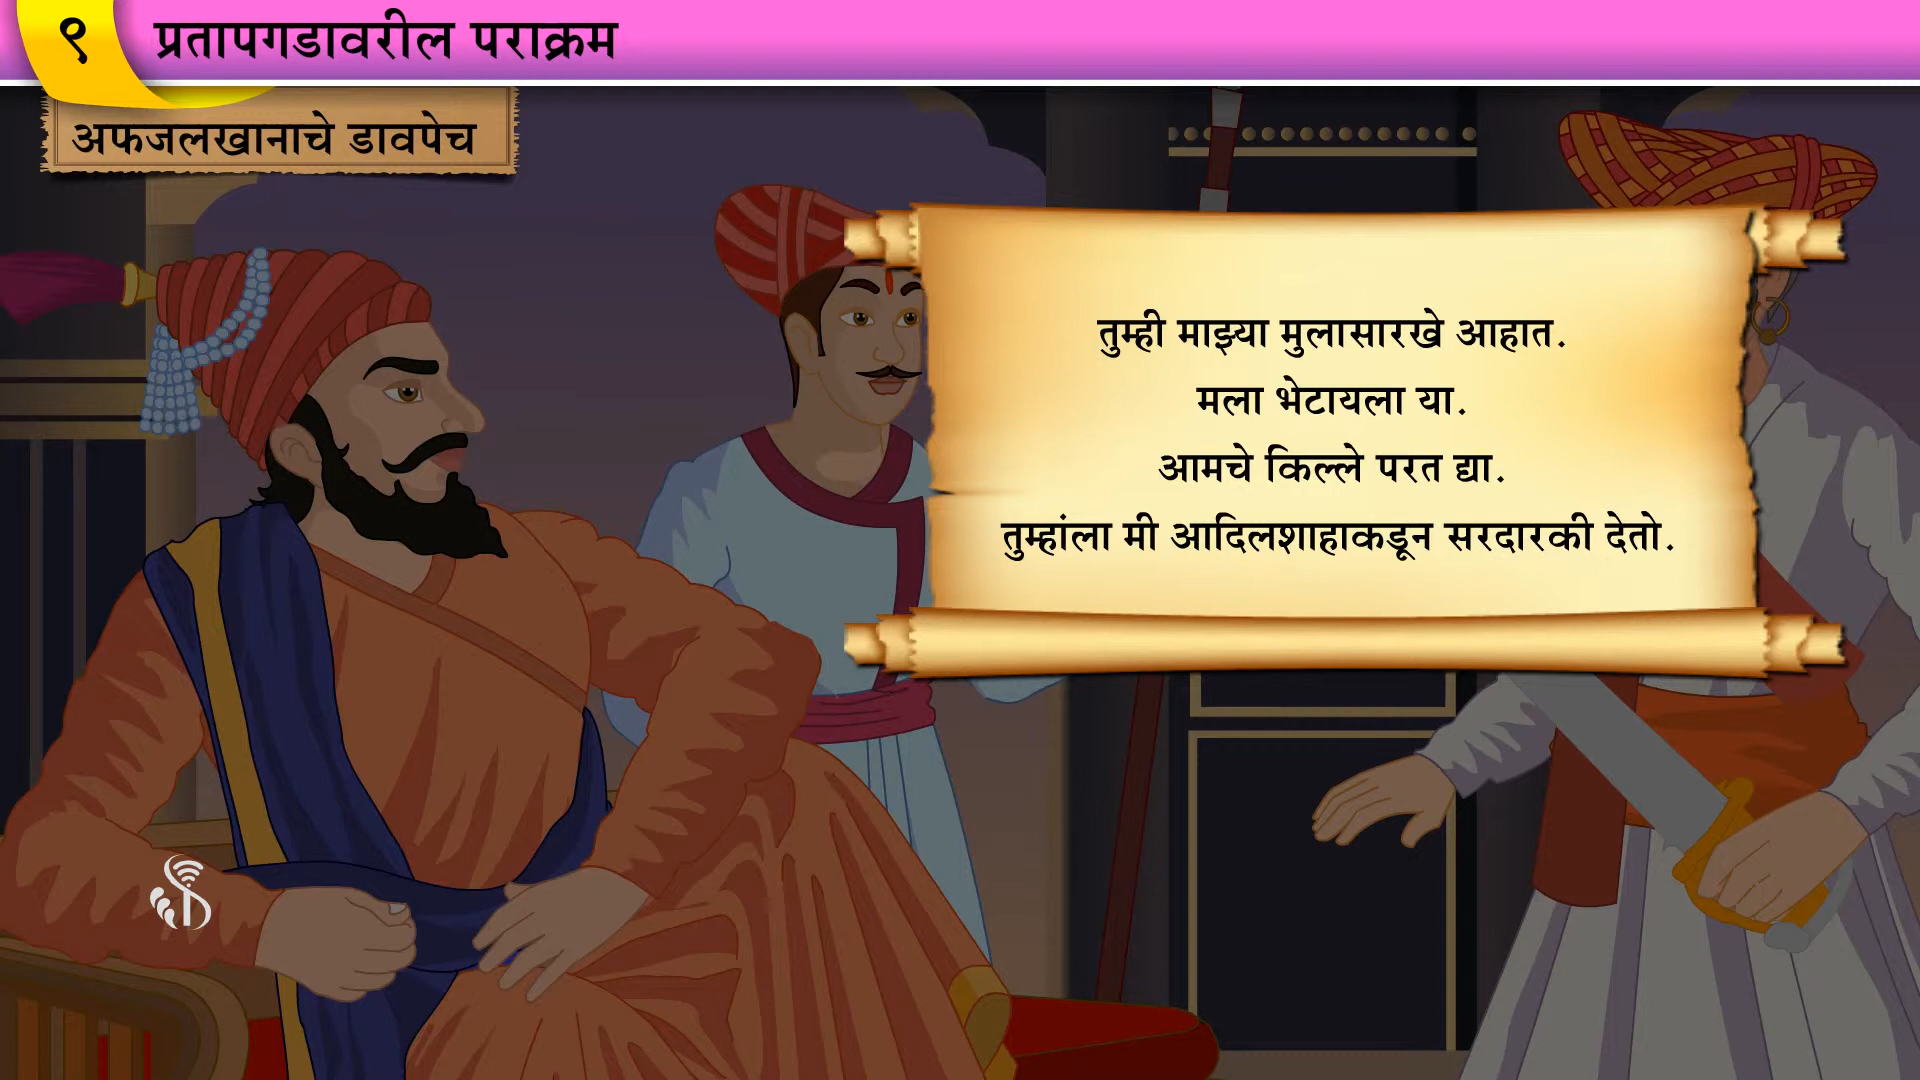 ९
प्रतापगडावरील पराक्रम
अफजलखानाचे डावपेच
तुम्ही माझ्या मुलासारखे आहात.
मला भेटायला या.
आमचे किल्ले परत द्या.
तुम्हांला मी आदिलशाहाकडून सरदारकी देतो.